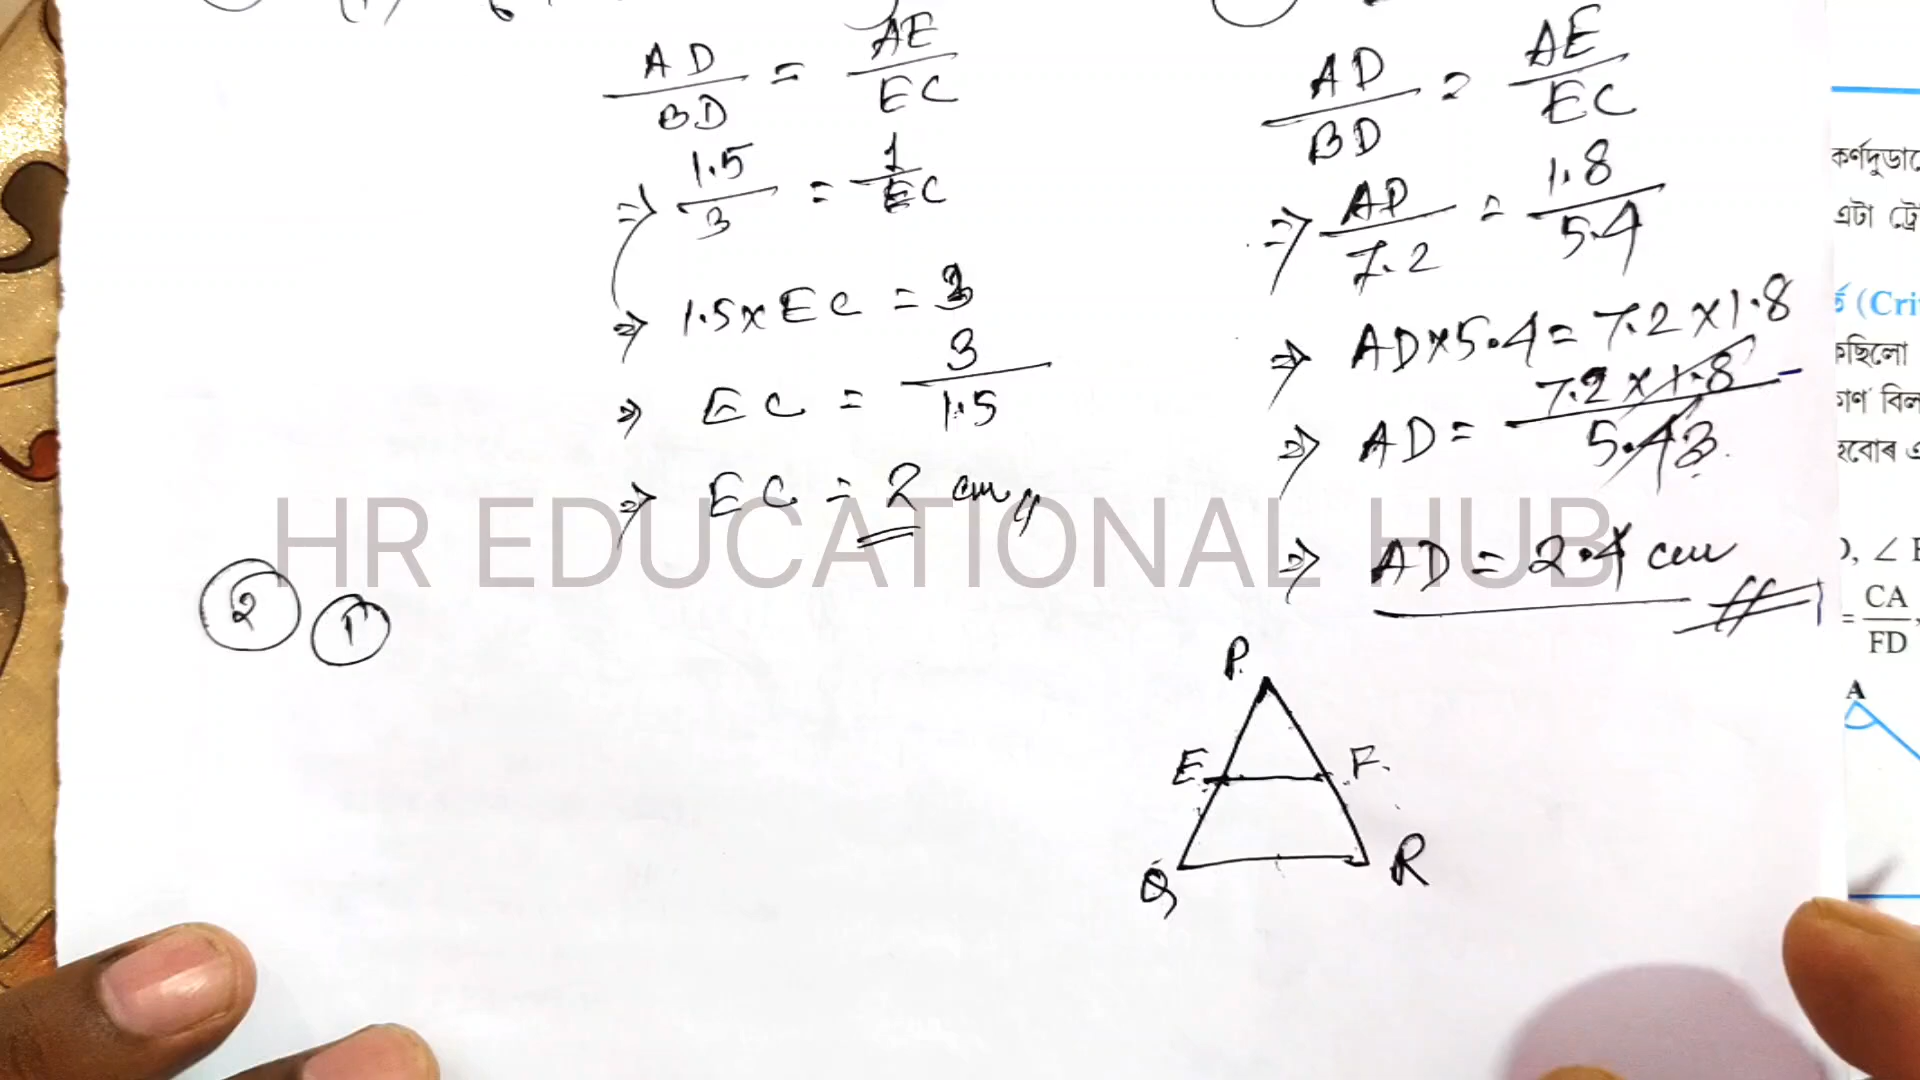 AD/BD = AE/EC
⇒ 1.5/3 = 1/EC
⇒ 1.5 × EC = 3
⇒ EC = 3/1.5
⇒ EC = 2 cm
AD/BD = AE/EC
⇒ AD/7.2 = 1.8/5.4
⇒ AD × 5.4 = 7.2 × 1.8
⇒ AD = 7.2 × 1.8 / 5.4 3
⇒ AD = 2.4 cm
HR EDUCATIONAL HUB
2 i
P
E F
Q R
এটা
(Cri
, ∠
= CA/FD,
A